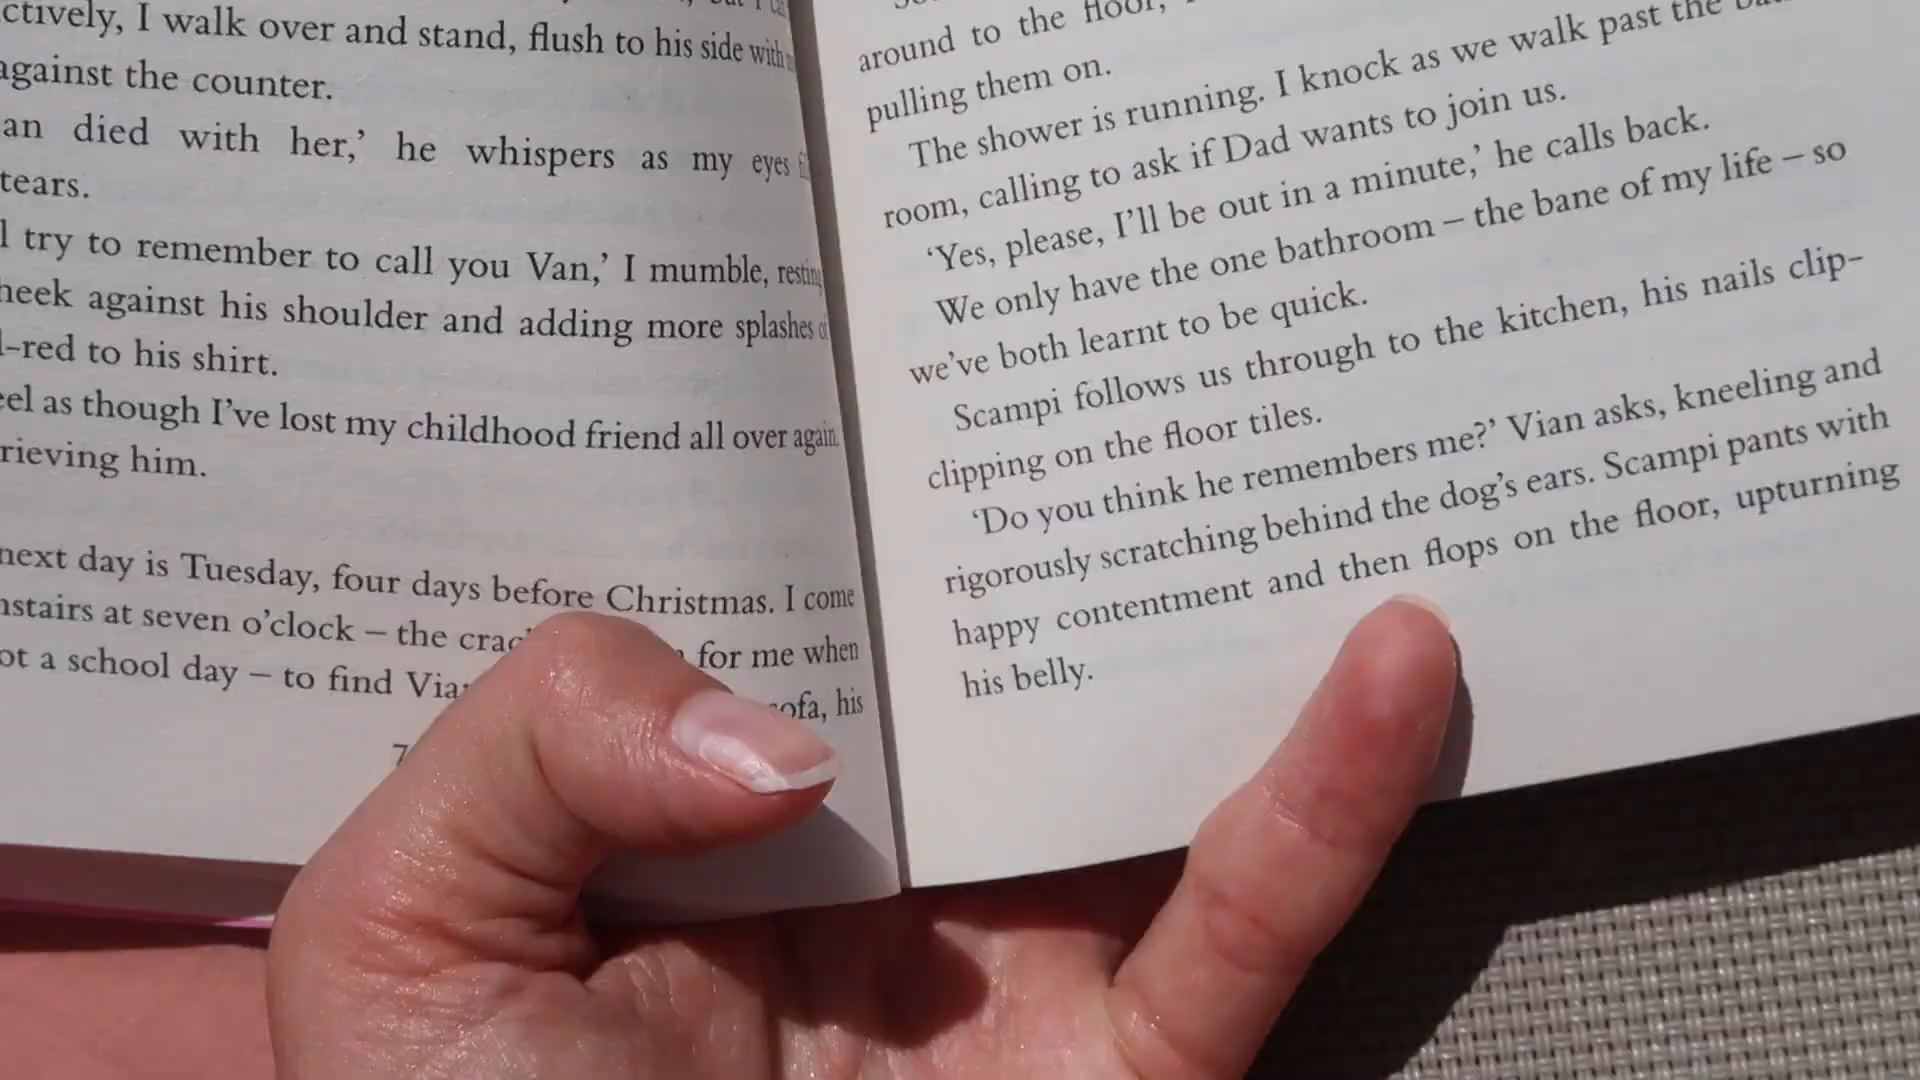 ctively, I walk over and stand, flush to his side with
against the counter.
an died with her,’ he whispers as my eyes
tears.
l try to remember to call you Van,’ I mumble, resting
heek against his shoulder and adding more splashes of
l-red to his shirt.
eel as though I’ve lost my childhood friend all over again.
rieving him.
next day is Tuesday, four days before Christmas. I come
nstairs at seven o’clock – the crac for me when
ot a school day – to find Vian ofa, his
7
around to the floor,
pulling them on.
The shower is running. I knock as we walk past the
room, calling to ask if Dad wants to join us.
‘Yes, please, I’ll be out in a minute,’ he calls back.
We only have the one bathroom – the bane of my life – so
we’ve both learnt to be quick.
Scampi follows us through to the kitchen, his nails clip-
clipping on the floor tiles.
‘Do you think he remembers me?’ Vian asks, kneeling and
rigorously scratching behind the dog’s ears. Scampi pants with
happy contentment and then flops on the floor, upturning
his belly.